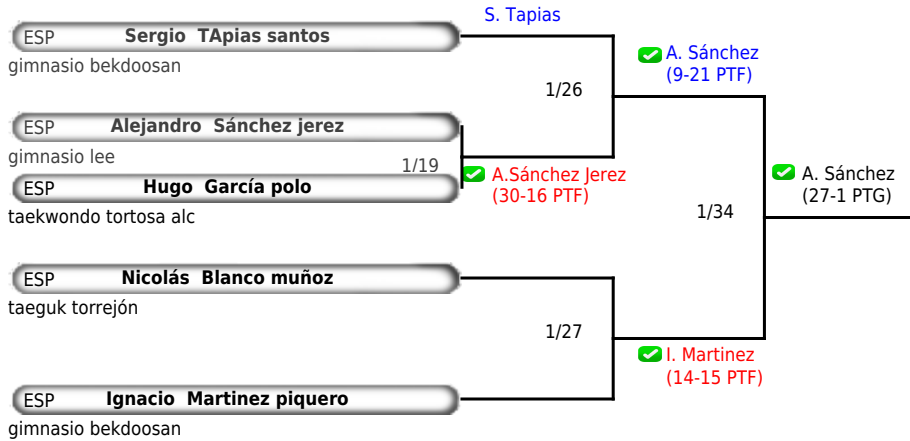 S. Tapias
ESP Sergio TApias santos
gimnasio bekdoosan
A. Sánchez
(9-21 PTF)
1/26
ESP Alejandro Sánchez jerez
gimnasio lee
1/19
A.Sánchez Jerez
(30-16 PTF)
ESP Hugo García polo
taekwondo tortosa alc
A. Sánchez
(27-1 PTG)
1/34
ESP Nicolás Blanco muñoz
taeguk torrejón
1/27
I. Martinez
(14-15 PTF)
ESP Ignacio Martinez piquero
gimnasio bekdoosan